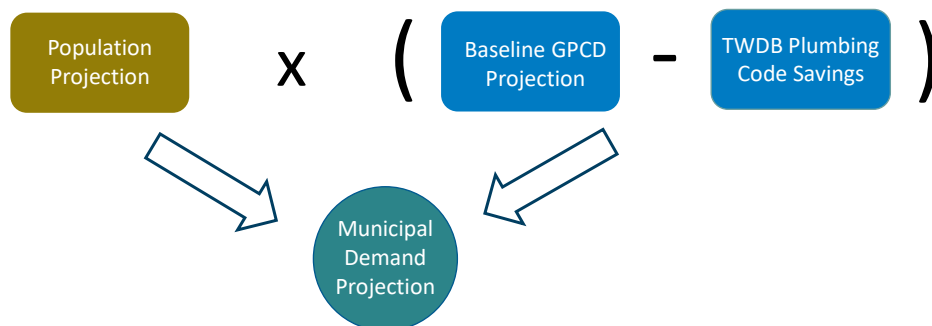 Population
Projection
x
(
Baseline GPCD
Projection
-
TWDB Plumbing
Code Savings
)
Municipal
Demand
Projection